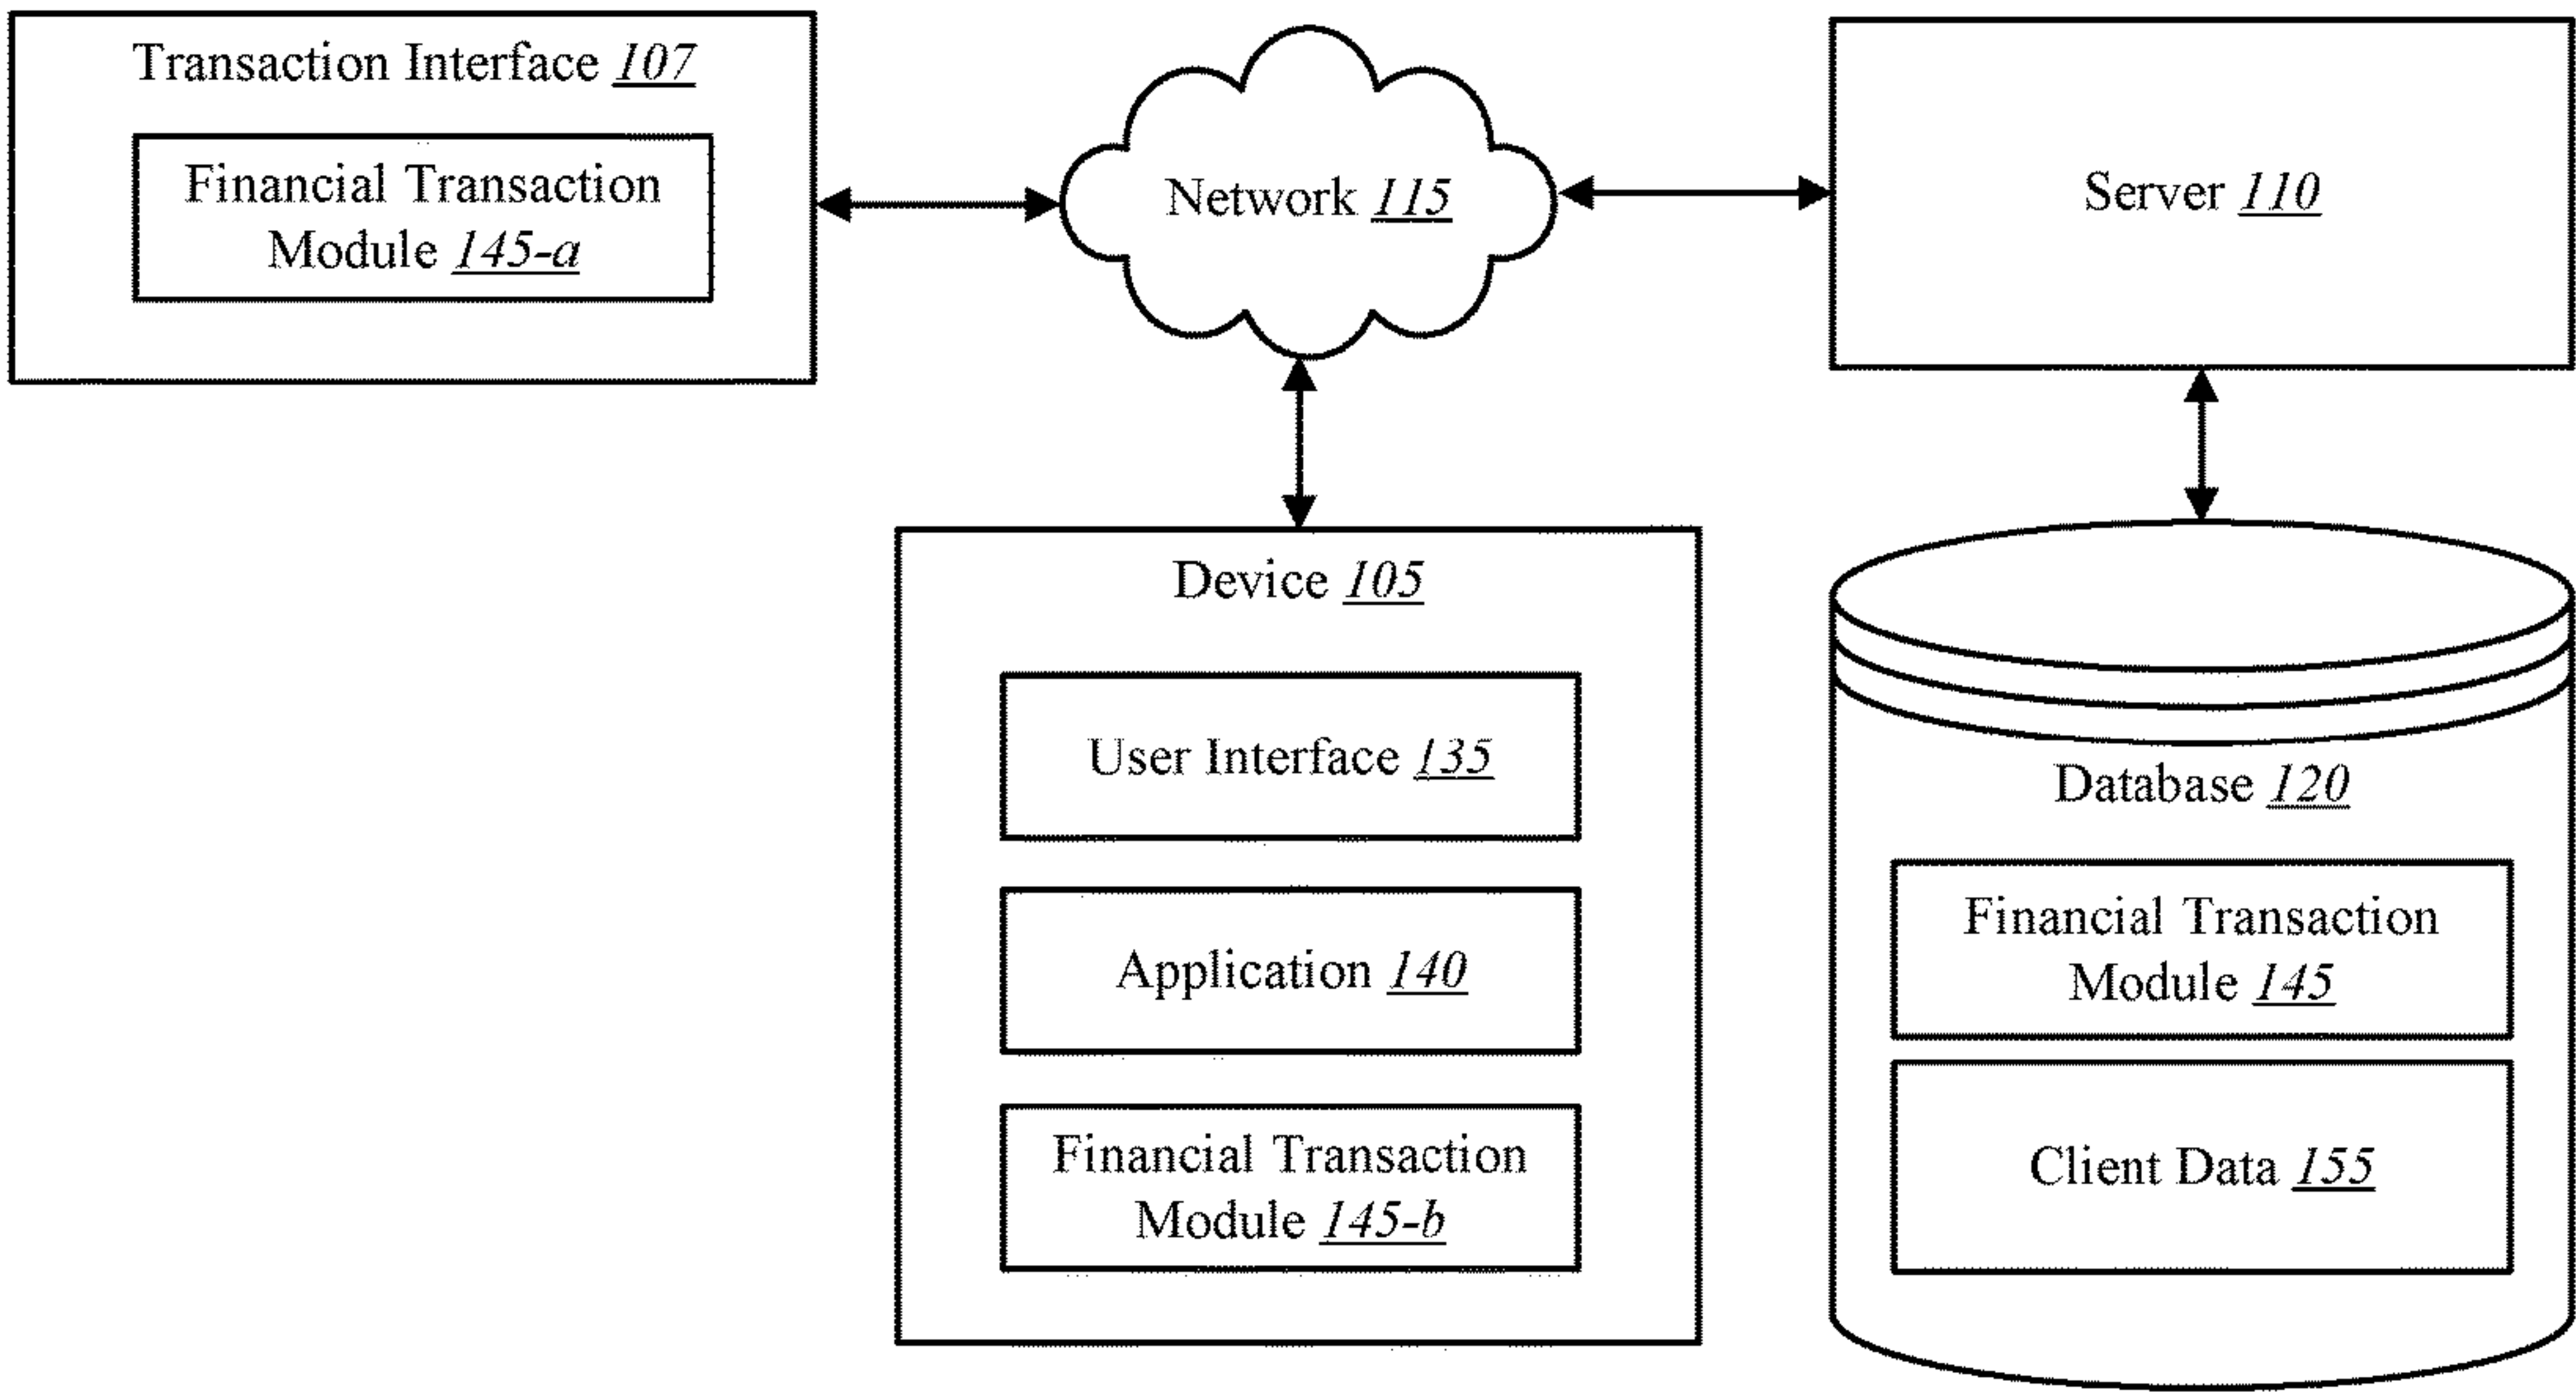 Transaction Interface 107
Financial Transaction
Module 145-a
Network 115
Server 110
Device 105
User Interface 135
Application 140
Financial Transaction
Module 145-b
Database 120
Financial Transaction
Module 145
Client Data 155